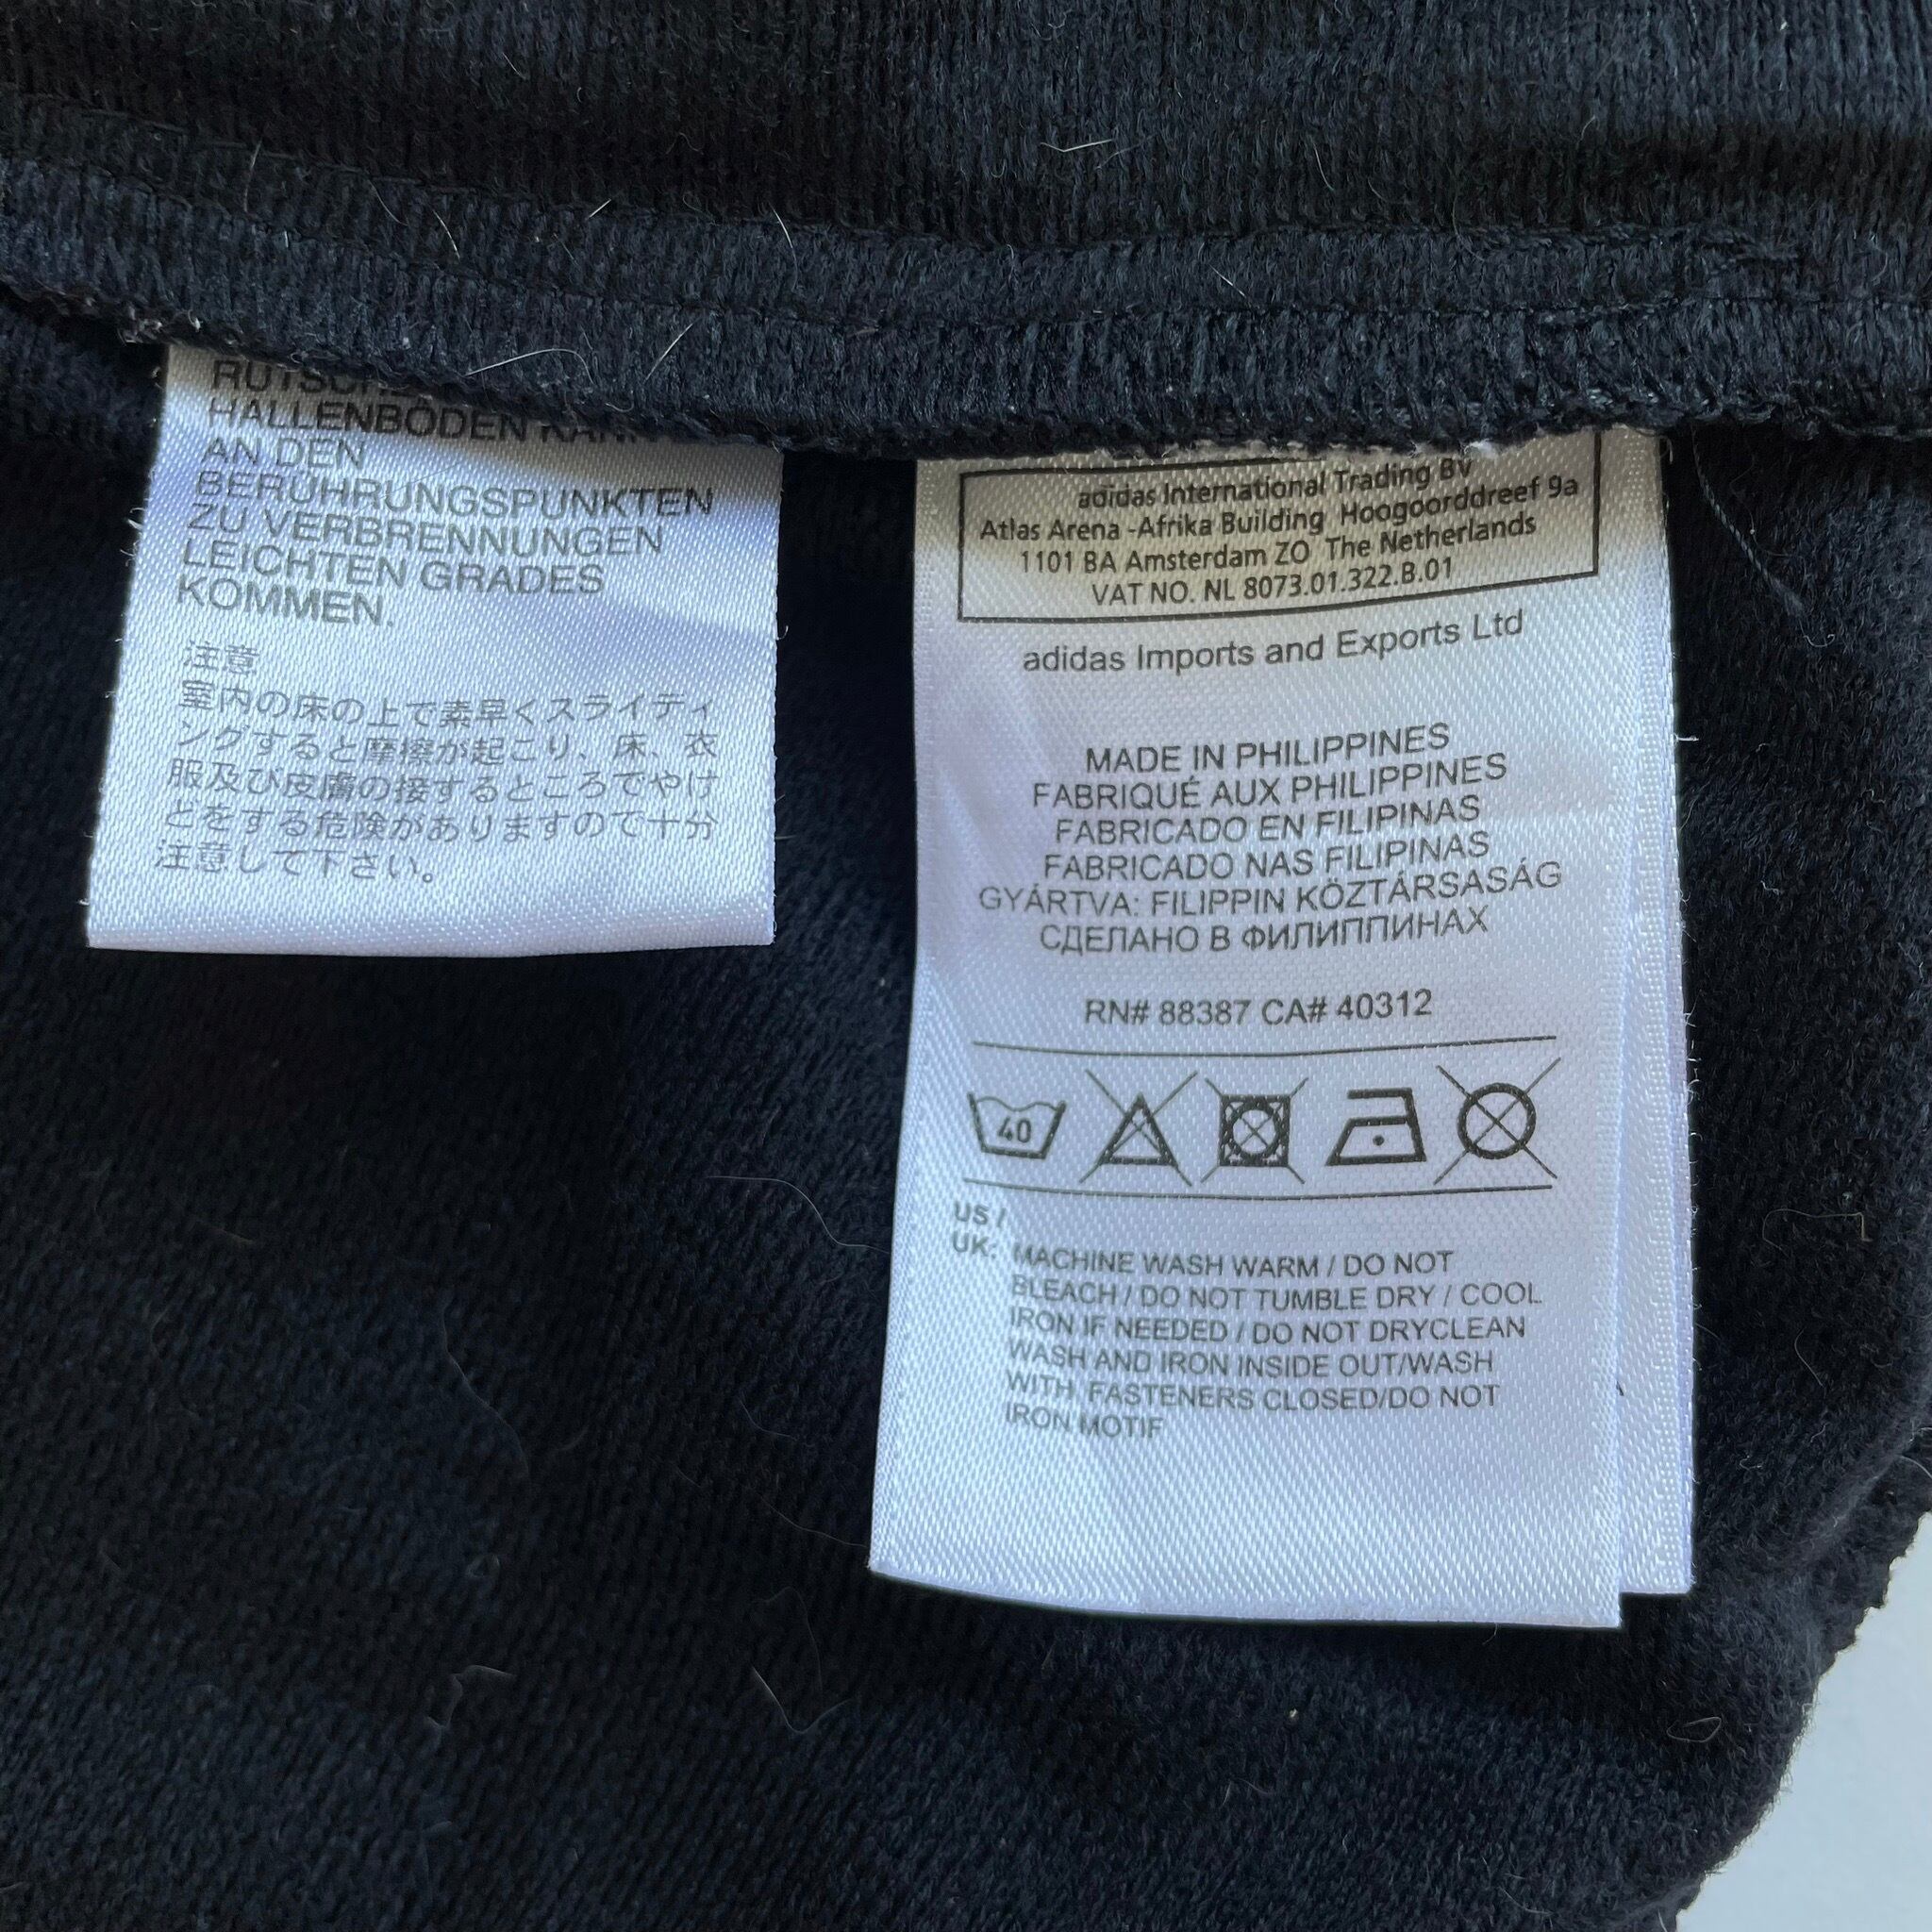 HALLENBÖDEN
AN DEN
BERÜHRUNGSPUNKTEN
ZU VERBRENNUNGEN
LEICHTEN GRADES
KOMMEN.
注意
室内の床の上で素早くスライディ
ングすると摩擦が起こり、床、衣
服及び皮膚の接するところでやけ
どをする危険がありますので十分
注意して下さい。
adidas International Trading BV
Atlas Arena -Afrika Building Hoogoorddreef 9a
1101 BA Amsterdam ZO The Netherlands
VAT NO. NL 8073.01.322.B.01
adidas Imports and Exports Ltd
MADE IN PHILIPPINES
FABRIQUÉ AUX PHILIPPINES
FABRICADO EN FILIPINAS
FABRICADO NAS FILIPINAS
GYÁRTVA: FILIPPIN KÖZTÁRSASÁG
СДЕЛАНО В ФИЛИППИНАХ
RN# 88387 CA# 40312
40
US /
UK: MACHINE WASH WARM / DO NOT
BLEACH / DO NOT TUMBLE DRY / COOL
IRON IF NEEDED / DO NOT DRYCLEAN
WASH AND IRON INSIDE OUT/WASH
WITH FASTENERS CLOSED/DO NOT
IRON MOTIF